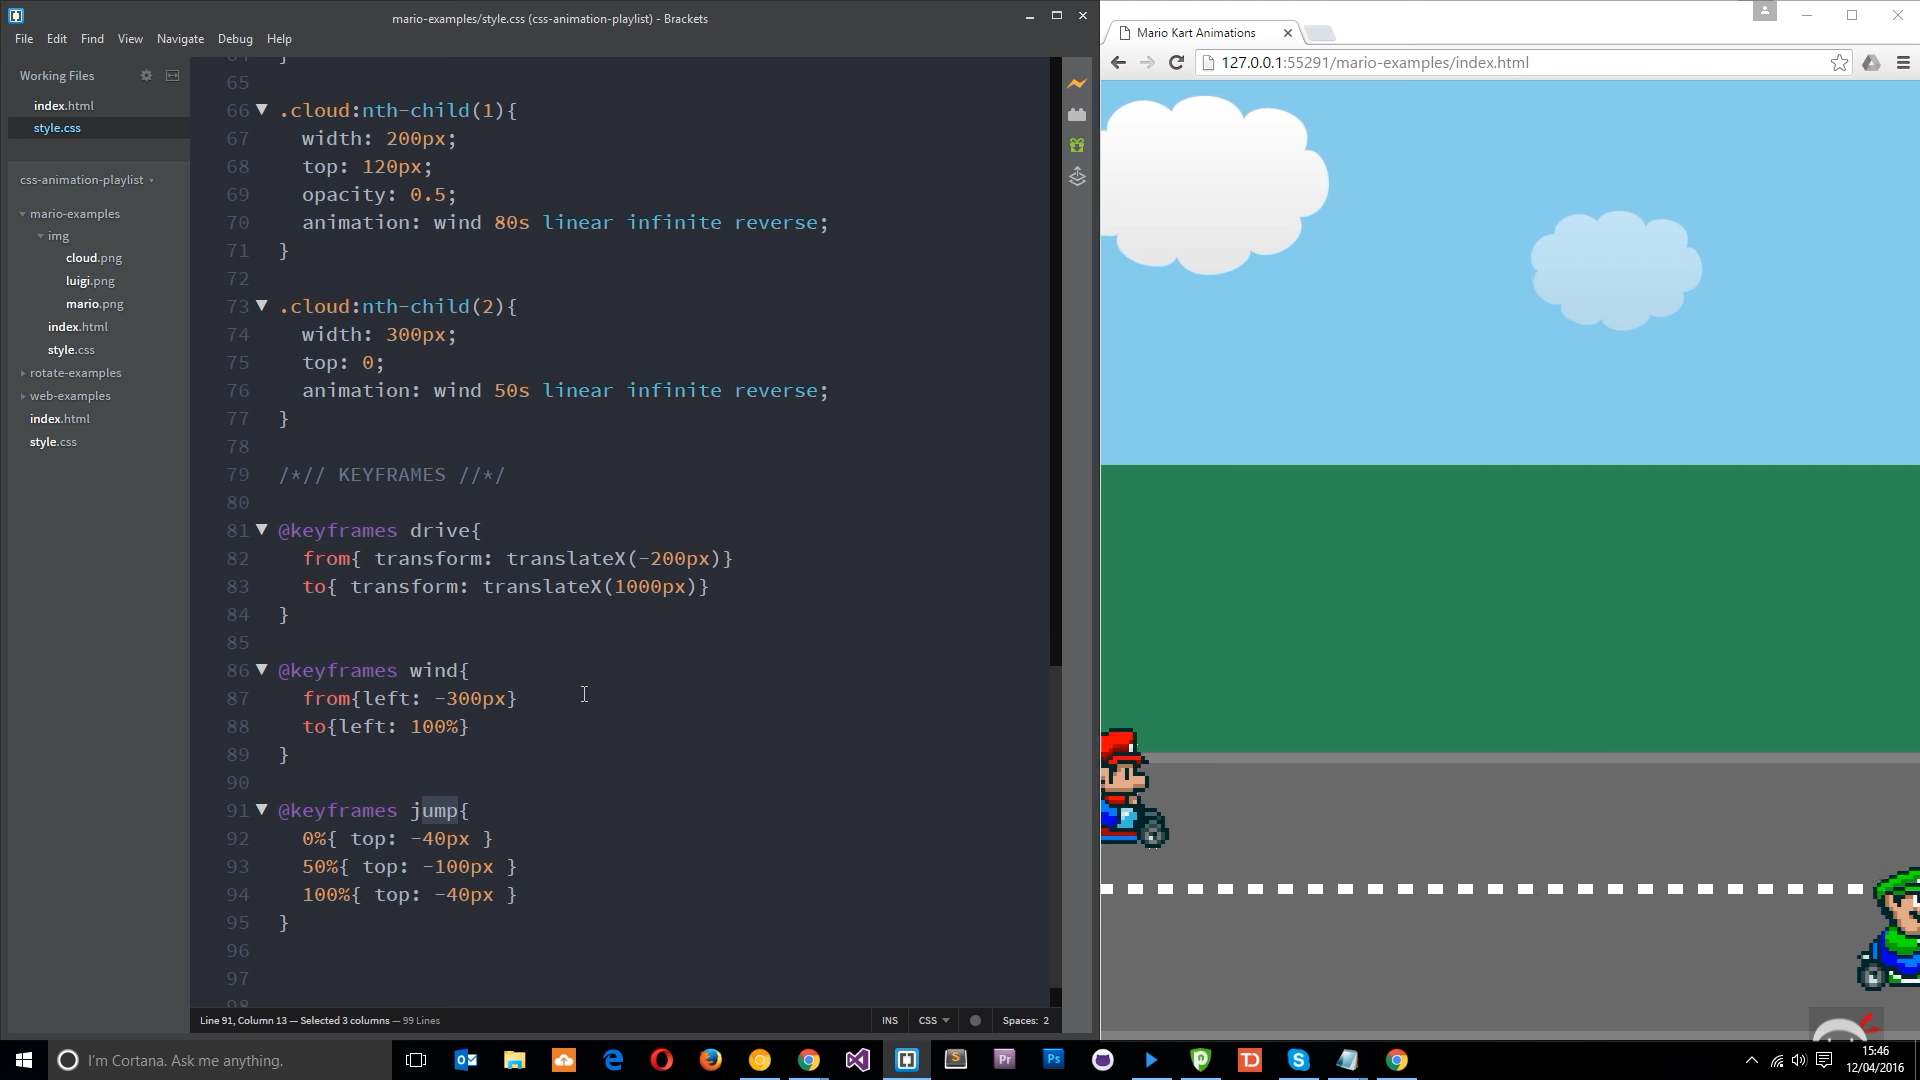 mario-examples/style.css (css-animation-playlist) - Brackets
File Edit Find View Navigate Debug Help
Working Files
index.html
style.css
css-animation-playlist
mario-examples
img
cloud.png
luigi.png
mario.png
index.html
style.css
rotate-examples
web-examples
index.html
style.css
65
66 .cloud:nth-child(1){
67 width: 200px;
68 top: 120px;
69 opacity: 0.5;
70 animation: wind 80s linear infinite reverse;
71 }
72
73 .cloud:nth-child(2){
74 width: 300px;
75 top: 0;
76 animation: wind 50s linear infinite reverse;
77 }
78
79 /*// KEYFRAMES //*/
80
81 @keyframes drive{
82 from{ transform: translateX(-200px)}
83 to{ transform: translateX(1000px)}
84 }
85
86 @keyframes wind{
87 from{left: -300px}
88 to{left: 100%}
89 }
90
91 @keyframes jump{
92 0%{ top: -40px }
93 50%{ top: -100px }
94 100%{ top: -40px }
95 }
96
97
98
Line 91, Column 13 — Selected 3 columns — 99 Lines
INS CSS Spaces: 2
Mario Kart Animations
127.0.0.1:55291/mario-examples/index.html
I'm Cortana. Ask me anything.
S Pr Ps TD S
15:46
12/04/2016